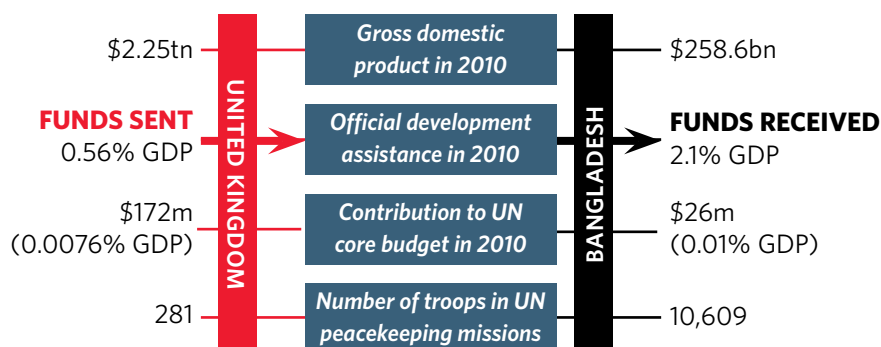 $2.25tn
Gross domestic
product in 2010
$258.6bn
FUNDS SENT
0.56% GDP
Official development
assistance in 2010
FUNDS RECEIVED
2.1% GDP
$172m
(0.0076% GDP)
Contribution to UN
core budget in 2010
$26m
(0.01% GDP)
281
Number of troops in UN
peacekeeping missions
10,609
UNITED KINGDOM
BANGLADESH